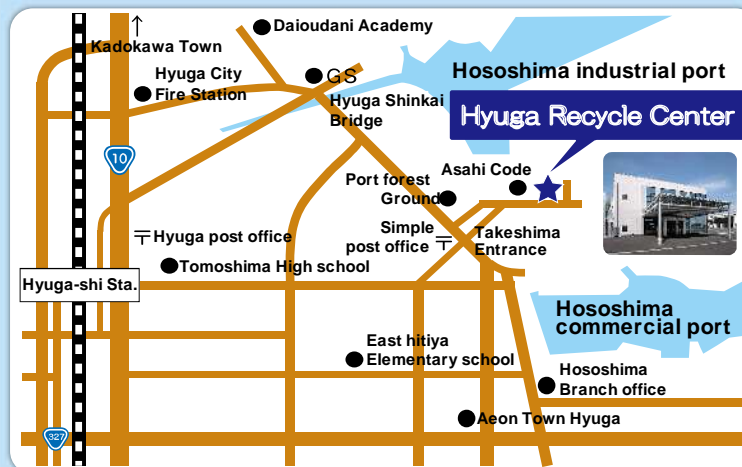 Daioudani Academy
Kadokawa Town
GS
Hyuga City
Fire Station
Hososhima industrial port
Hyuga Shinkai
Bridge
Hyuga Recycle Center
10
Asahi Code
Port forest
Ground
Simple
post office 〒
Takeshima
Entrance
〒Hyuga post office
Tomoshima High school
Hyuga-shi Sta.
Hososhima
commercial port
East hitiya
Elementary school
Hososhima
Branch office
Aeon Town Hyuga
327